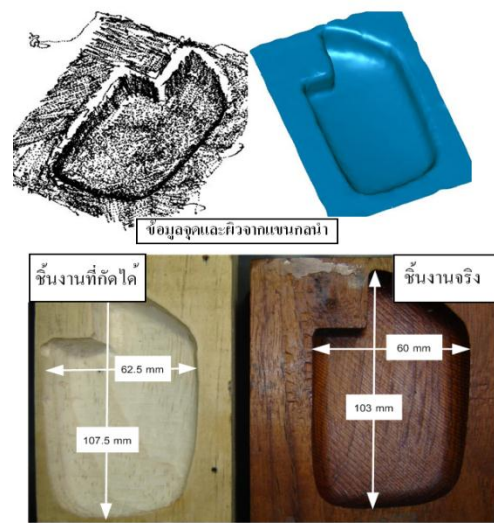 ข้อมูลจุดและผิวจากแขนกลนำ
ชิ้นงานที่กัดได้
ชิ้นงานจริง
62.5 mm
107.5 mm
60 mm
103 mm